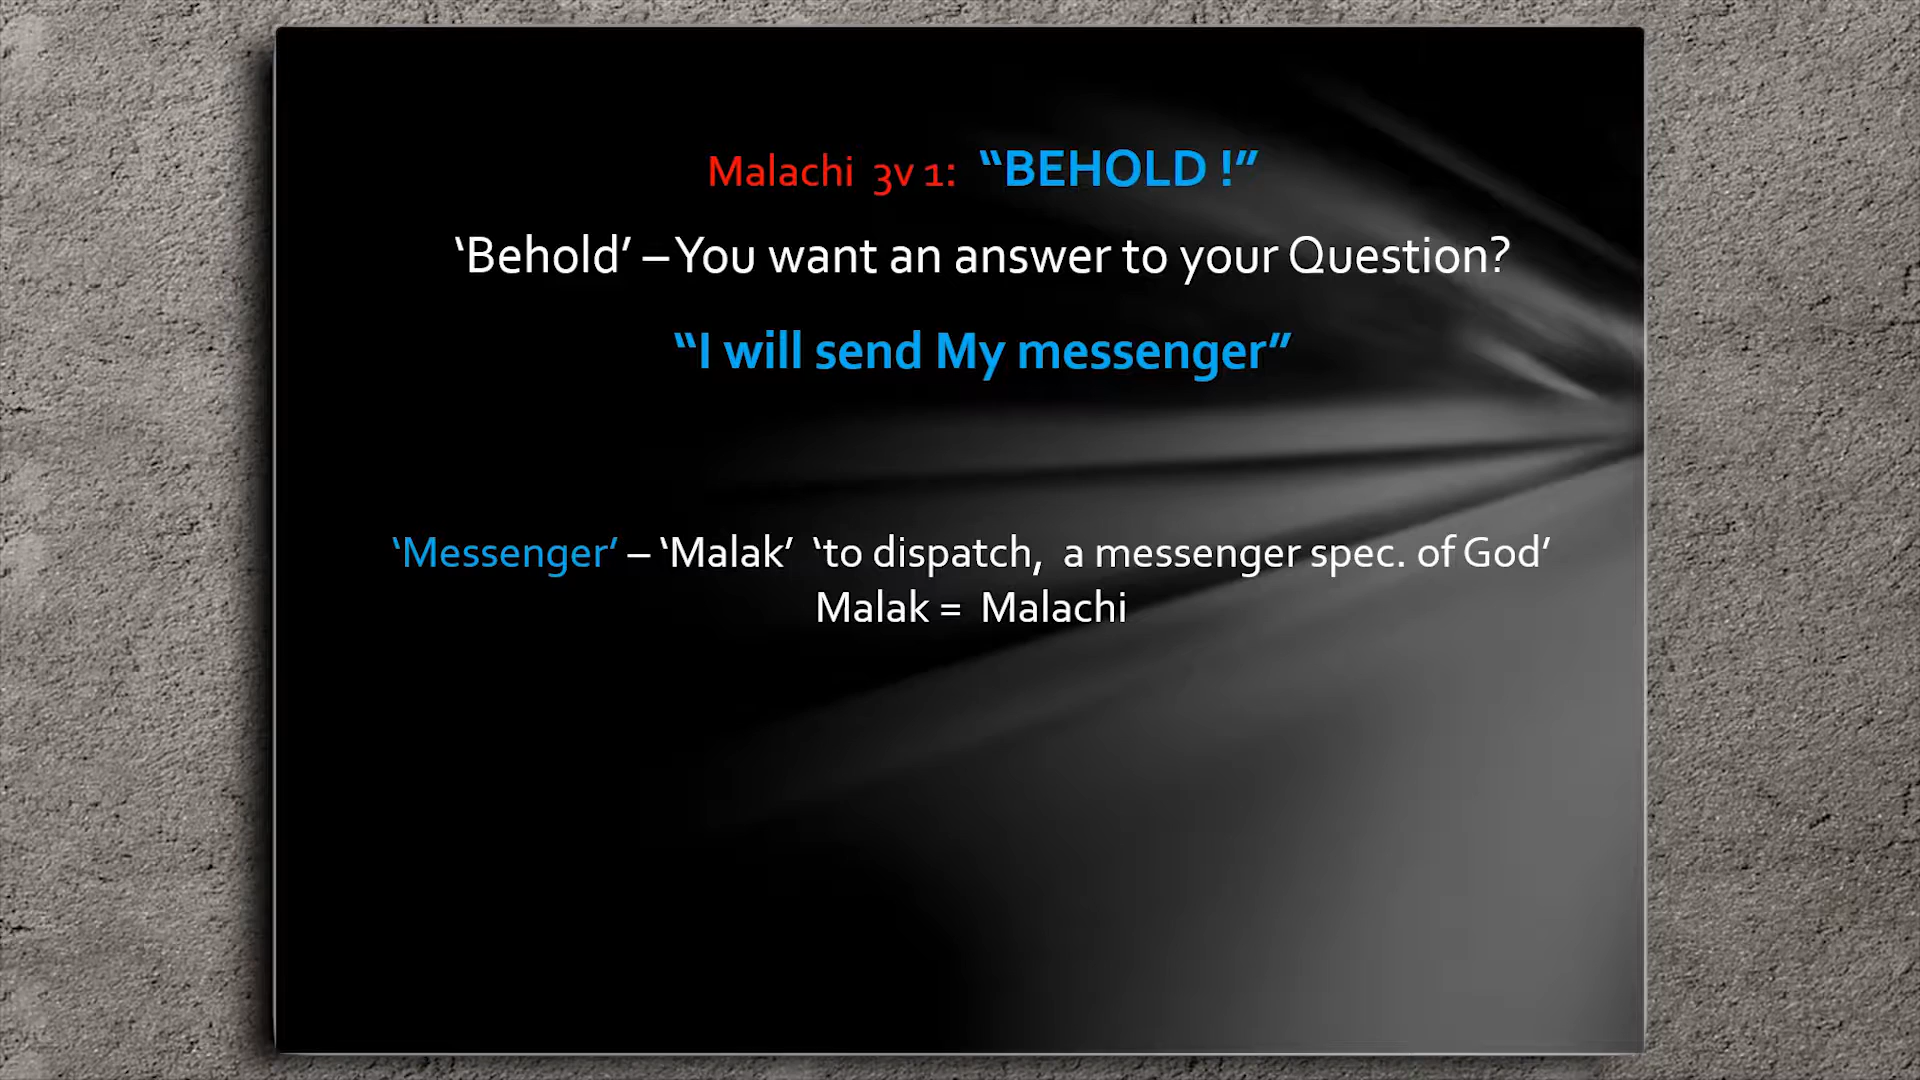 Malachi 3v 1: “BEHOLD !”
‘Behold’ – You want an answer to your Question?
“I will send My messenger”
‘Messenger’ – ‘Malak’ ‘to dispatch, a messenger spec. of God’
Malak = Malachi